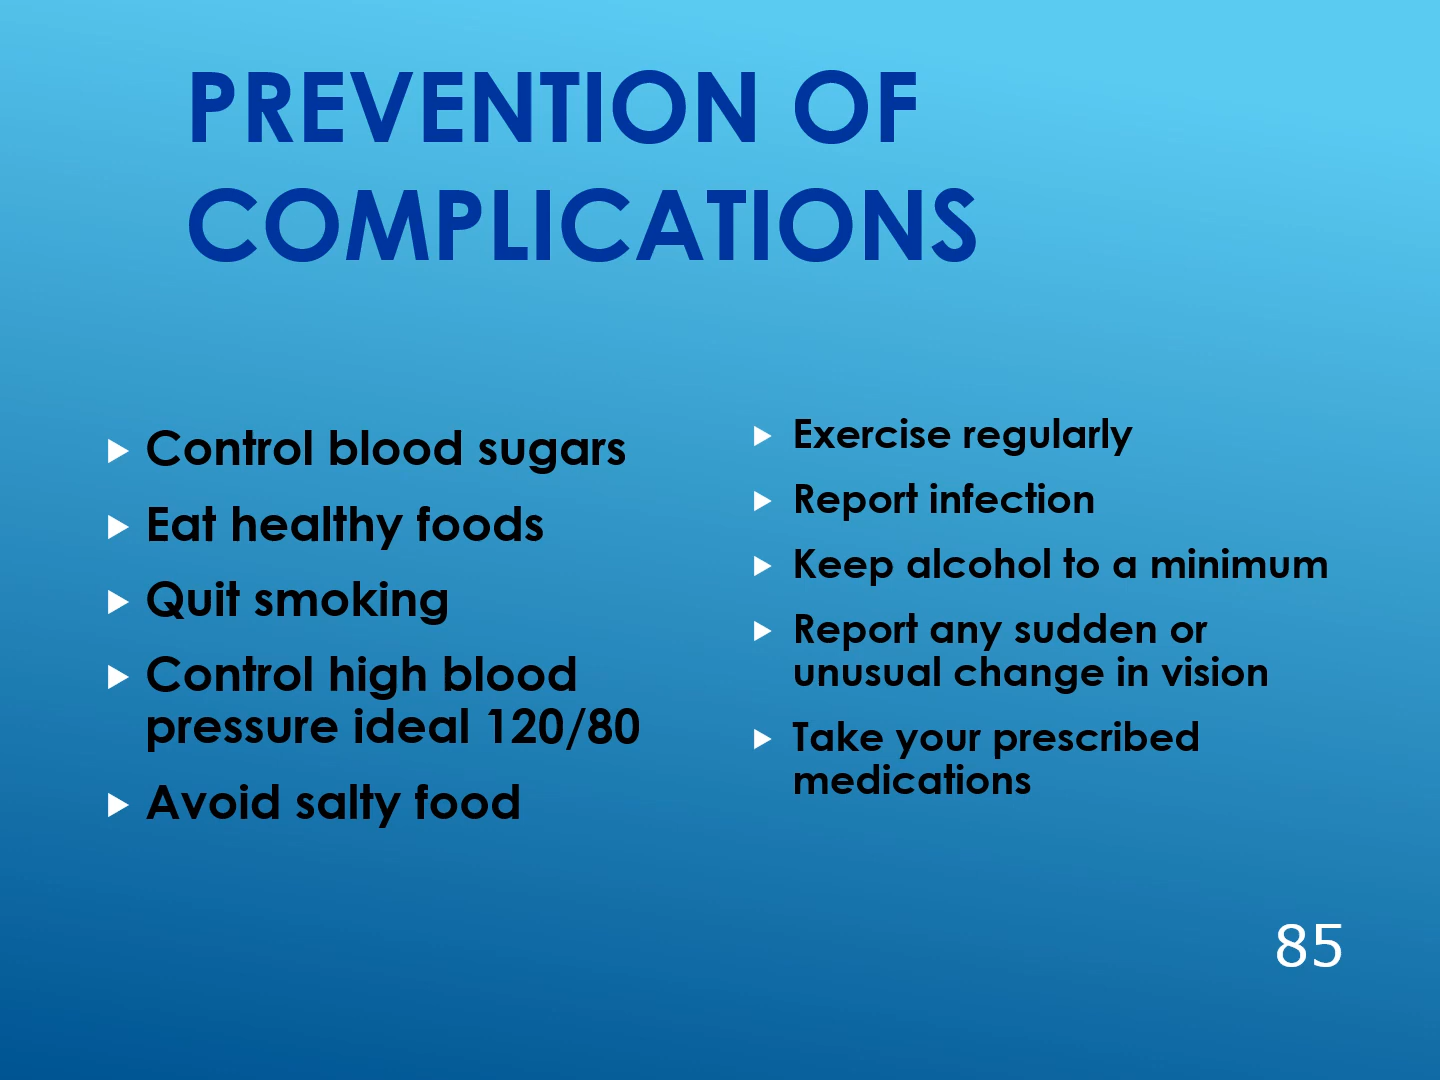 PREVENTION OF
COMPLICATIONS
Control blood sugars
Eat healthy foods
Quit smoking
Control high blood
pressure ideal 120/80
Avoid salty food
Exercise regularly
Report infection
Keep alcohol to a minimum
Report any sudden or
unusual change in vision
Take your prescribed
medications
85